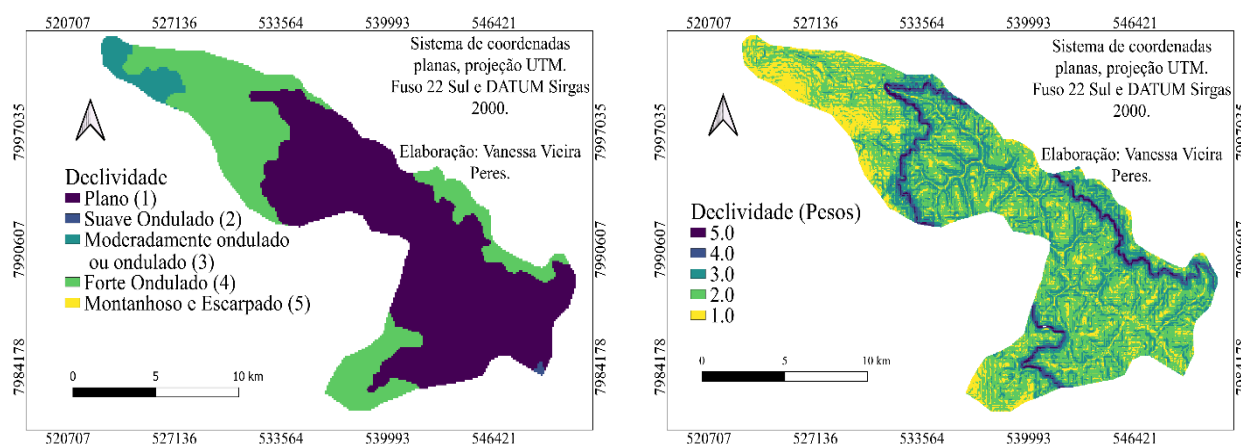 520707 527136 533564 539993 546421
Sistema de coordenadas
planas, projeção UTM.
Fuso 22 Sul e DATUM Sirgas
2000.
Elaboração: Vanessa Vieira
Peres.
7997035
7990607
7984178
Declividade
Plano (1)
Suave Ondulado (2)
Moderadamente ondulado
ou ondulado (3)
Forte Ondulado (4)
Montanhoso e Escarpado (5)
0 5 10 km
520707 527136 533564 539993 546421
520707 527136 533564 539993 546421
Sistema de coordenadas
planas, projeção UTM.
Fuso 22 Sul e DATUM Sirgas
2000.
Elaboração: Vanessa Vieira
Peres.
7997035
7997035
7990607
7990607
7984178
7984178
Declividade (Pesos)
5.0
4.0
3.0
2.0
1.0
0 5 10 km
520707 527136 533564 539993 546421